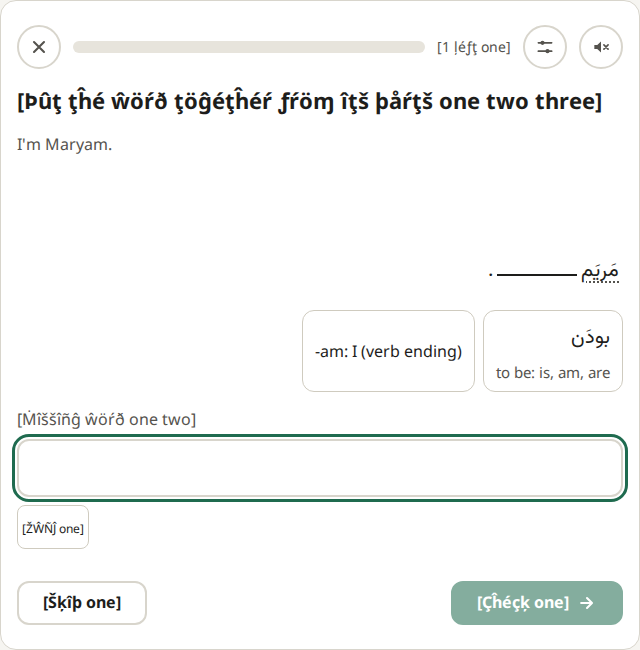 [1 ļéƒţ one]
[Þûţ ţĥé ŵöŕð ţöĝéţĥéŕ ƒŕöɱ îţš þåŕţš one two three]
I'm Maryam.
مَریَم ________ .
بودَن
to be: is, am, are
-am: I (verb ending)
[Ṁîššîñĝ ŵöŕð one two]
[ŽŴÑĴ one]
[Šķîþ one]
[Çĥéçķ one]